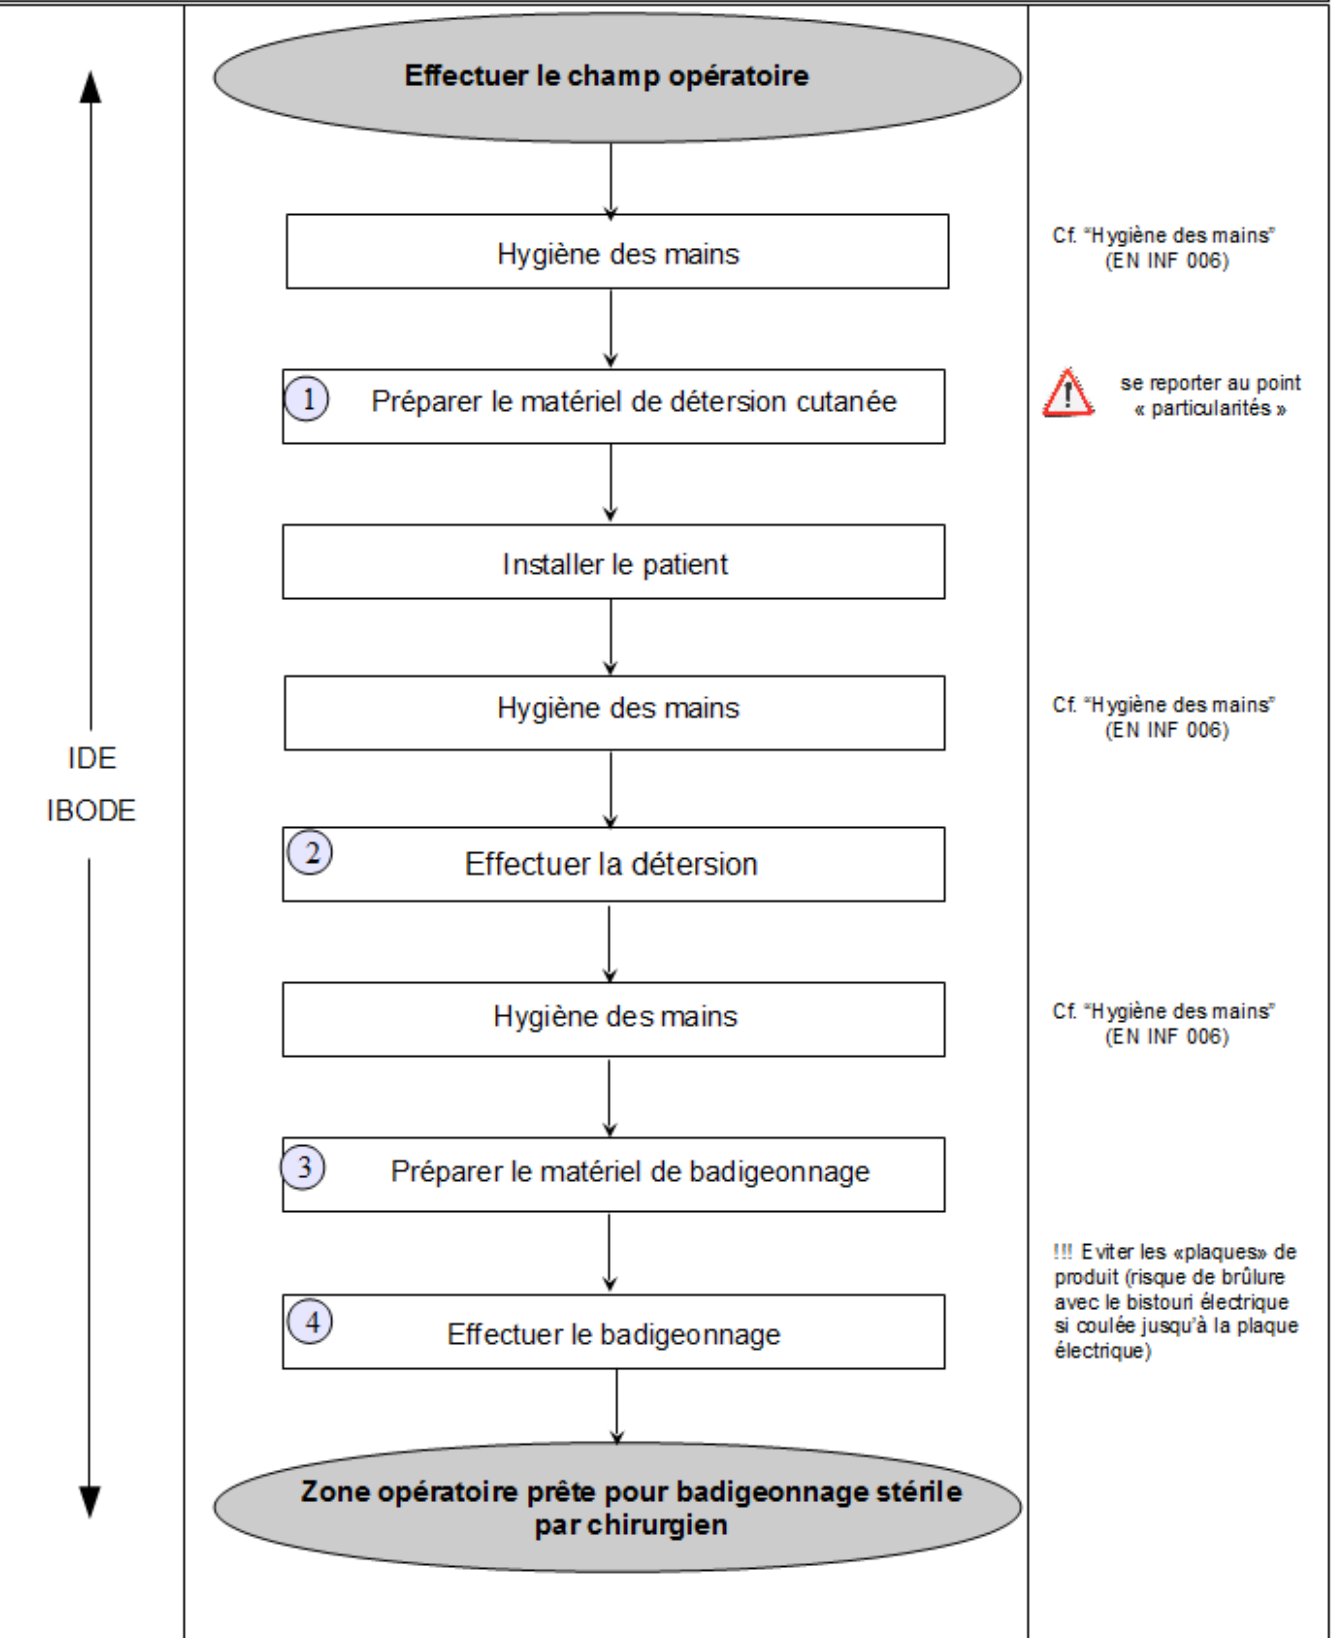 Effectuer le champ opératoire
Hygiène des mains
Cf. "Hygiène des mains"
(EN INF 006)
1
Préparer le matériel de détersion cutanée
!
se reporter au point
« particularités »
Installer le patient
Hygiène des mains
Cf. "Hygiène des mains"
(EN INF 006)
IDE
IBODE
2
Effectuer la détersion
Hygiène des mains
Cf. "Hygiène des mains"
(EN INF 006)
3
Préparer le matériel de badigeonnage
4
Effectuer le badigeonnage
!!! Eviter les «plaques» de
produit (risque de brûlure
avec le bistouri électrique
si coulée jusqu'à la plaque
électrique)
Zone opératoire prête pour badigeonnage stérile
par chirurgien